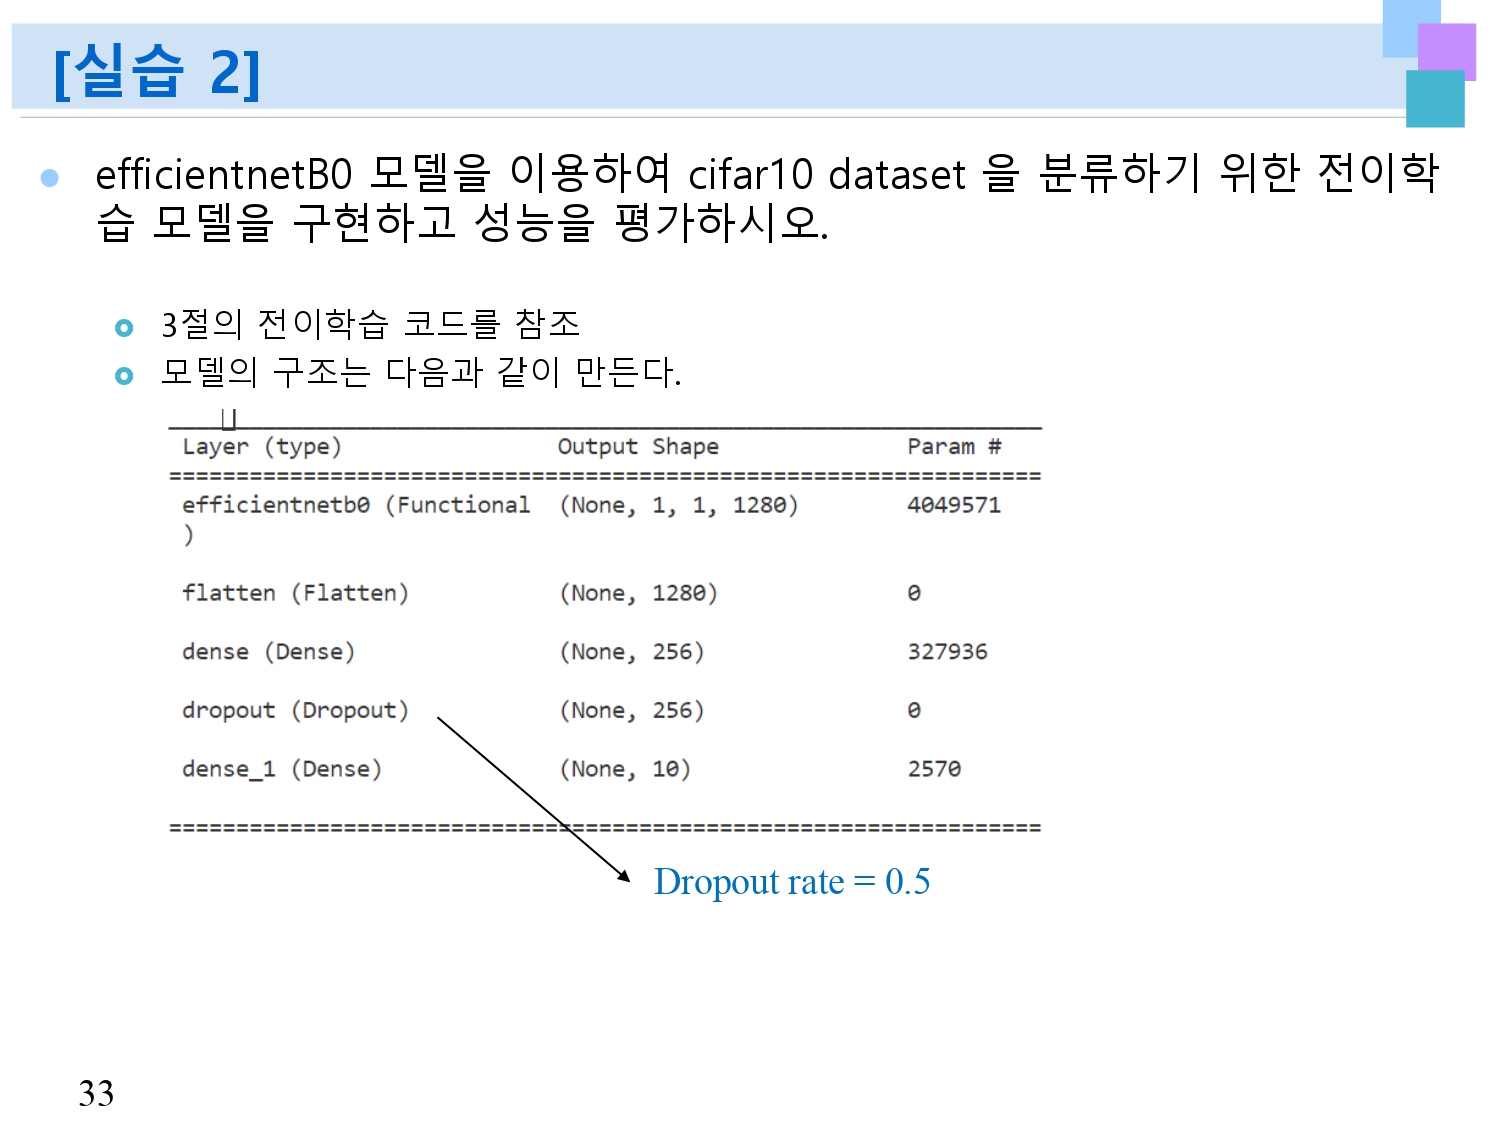 [실습 2]
efficientnetB0 모델을 이용하여 cifar10 dataset 을 분류하기 위한 전이학
습 모델을 구현하고 성능을 평가하시오.
3절의 전이학습 코드를 참조
모델의 구조는 다음과 같이 만든다.
Layer (type) Output Shape Param #
=================================================================
efficientnetb0 (Functional (None, 1, 1, 1280) 4049571
)
flatten (Flatten) (None, 1280) 0
dense (Dense) (None, 256) 327936
dropout (Dropout) (None, 256) 0
dense_1 (Dense) (None, 10) 2570
=================================================================
Dropout rate = 0.5
33